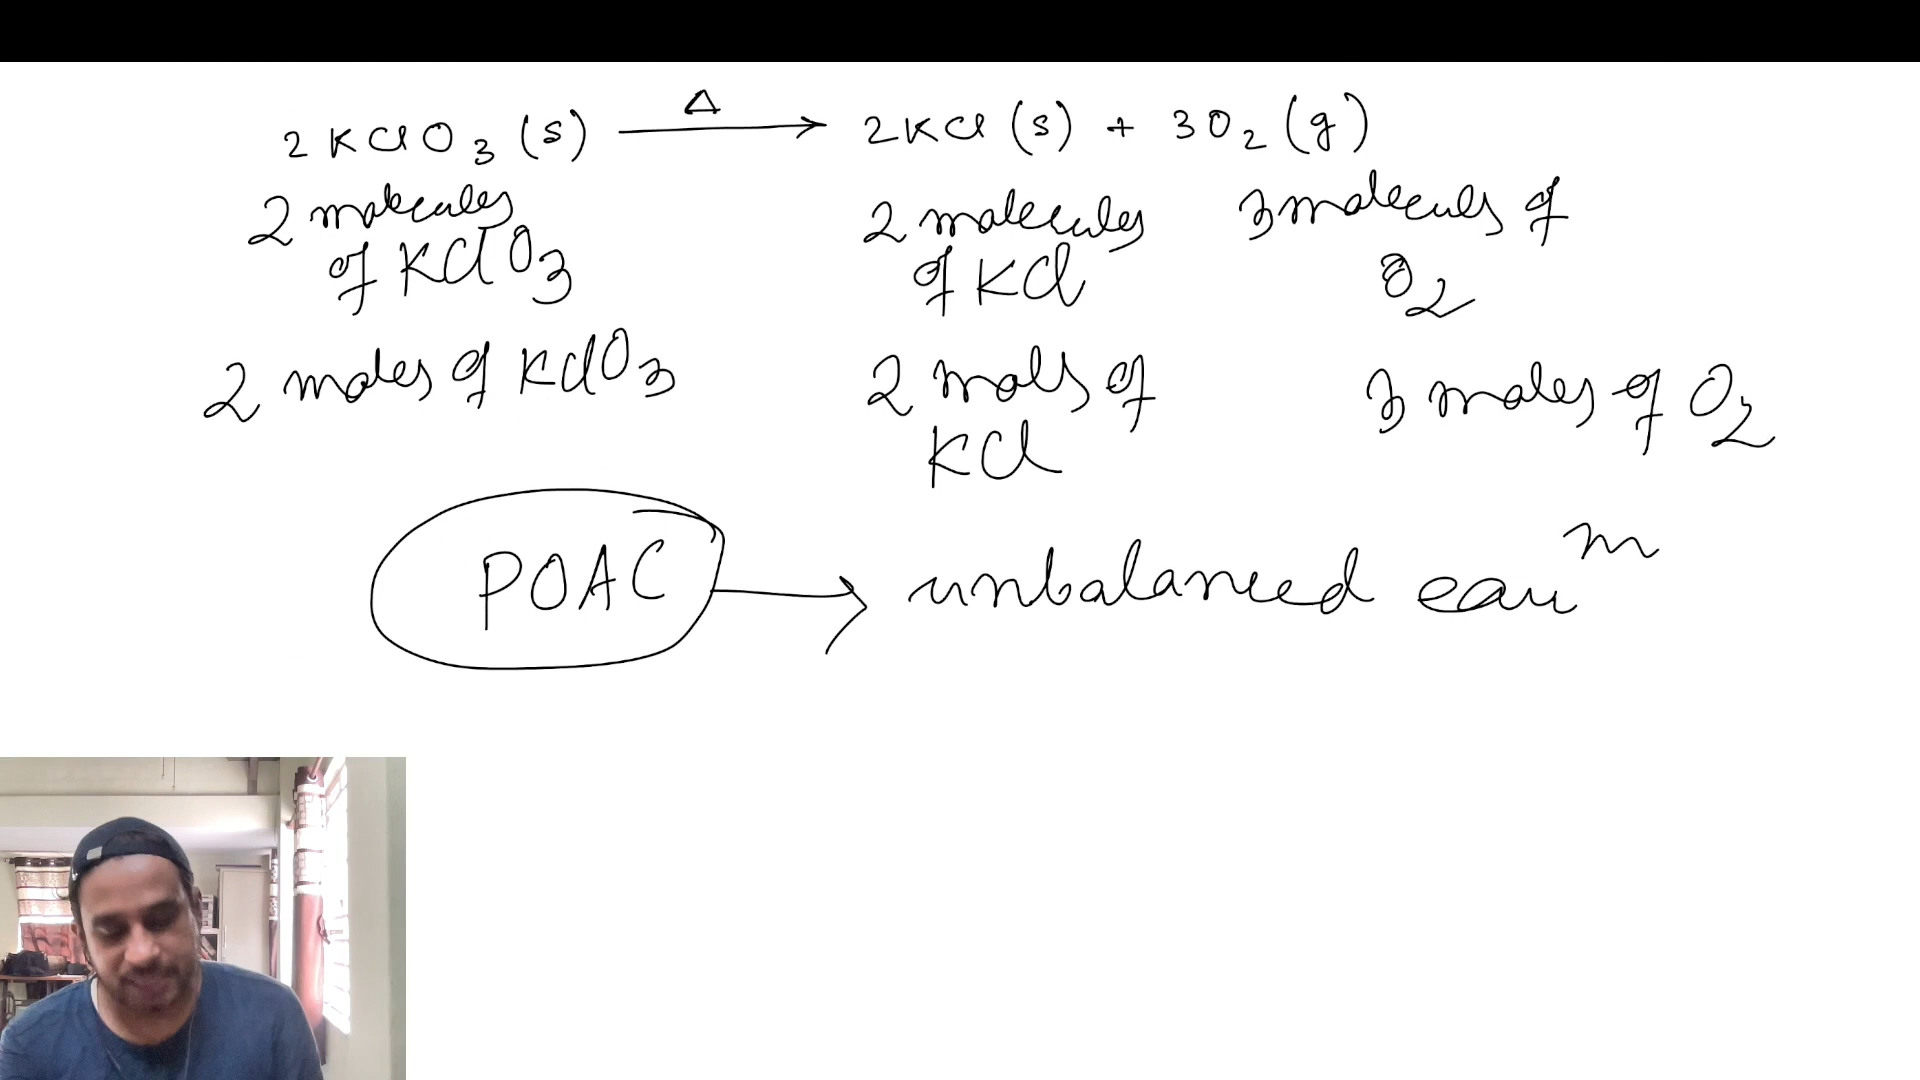 Δ
2KClO3(s) → 2KCl(s) + 3O2(g)
2 molecules 2 molecules 3 molecules of
of KClO3 of KCl O2
2 moles of KClO3 2 mols of 3 moles of O2
KCl
POAC → unbalanced